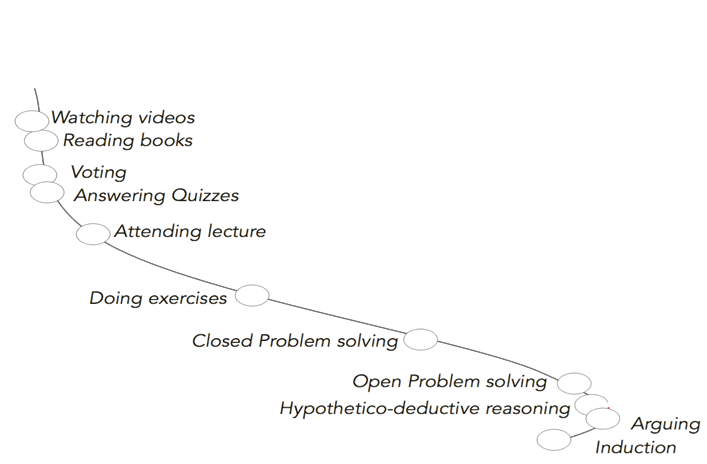 Watching videos
Reading books
Voting
Answering Quizzes
Attending lecture
Doing exercises
Closed Problem solving
Open Problem solving
Hypothetico-deductive reasoning
Arguing
Induction